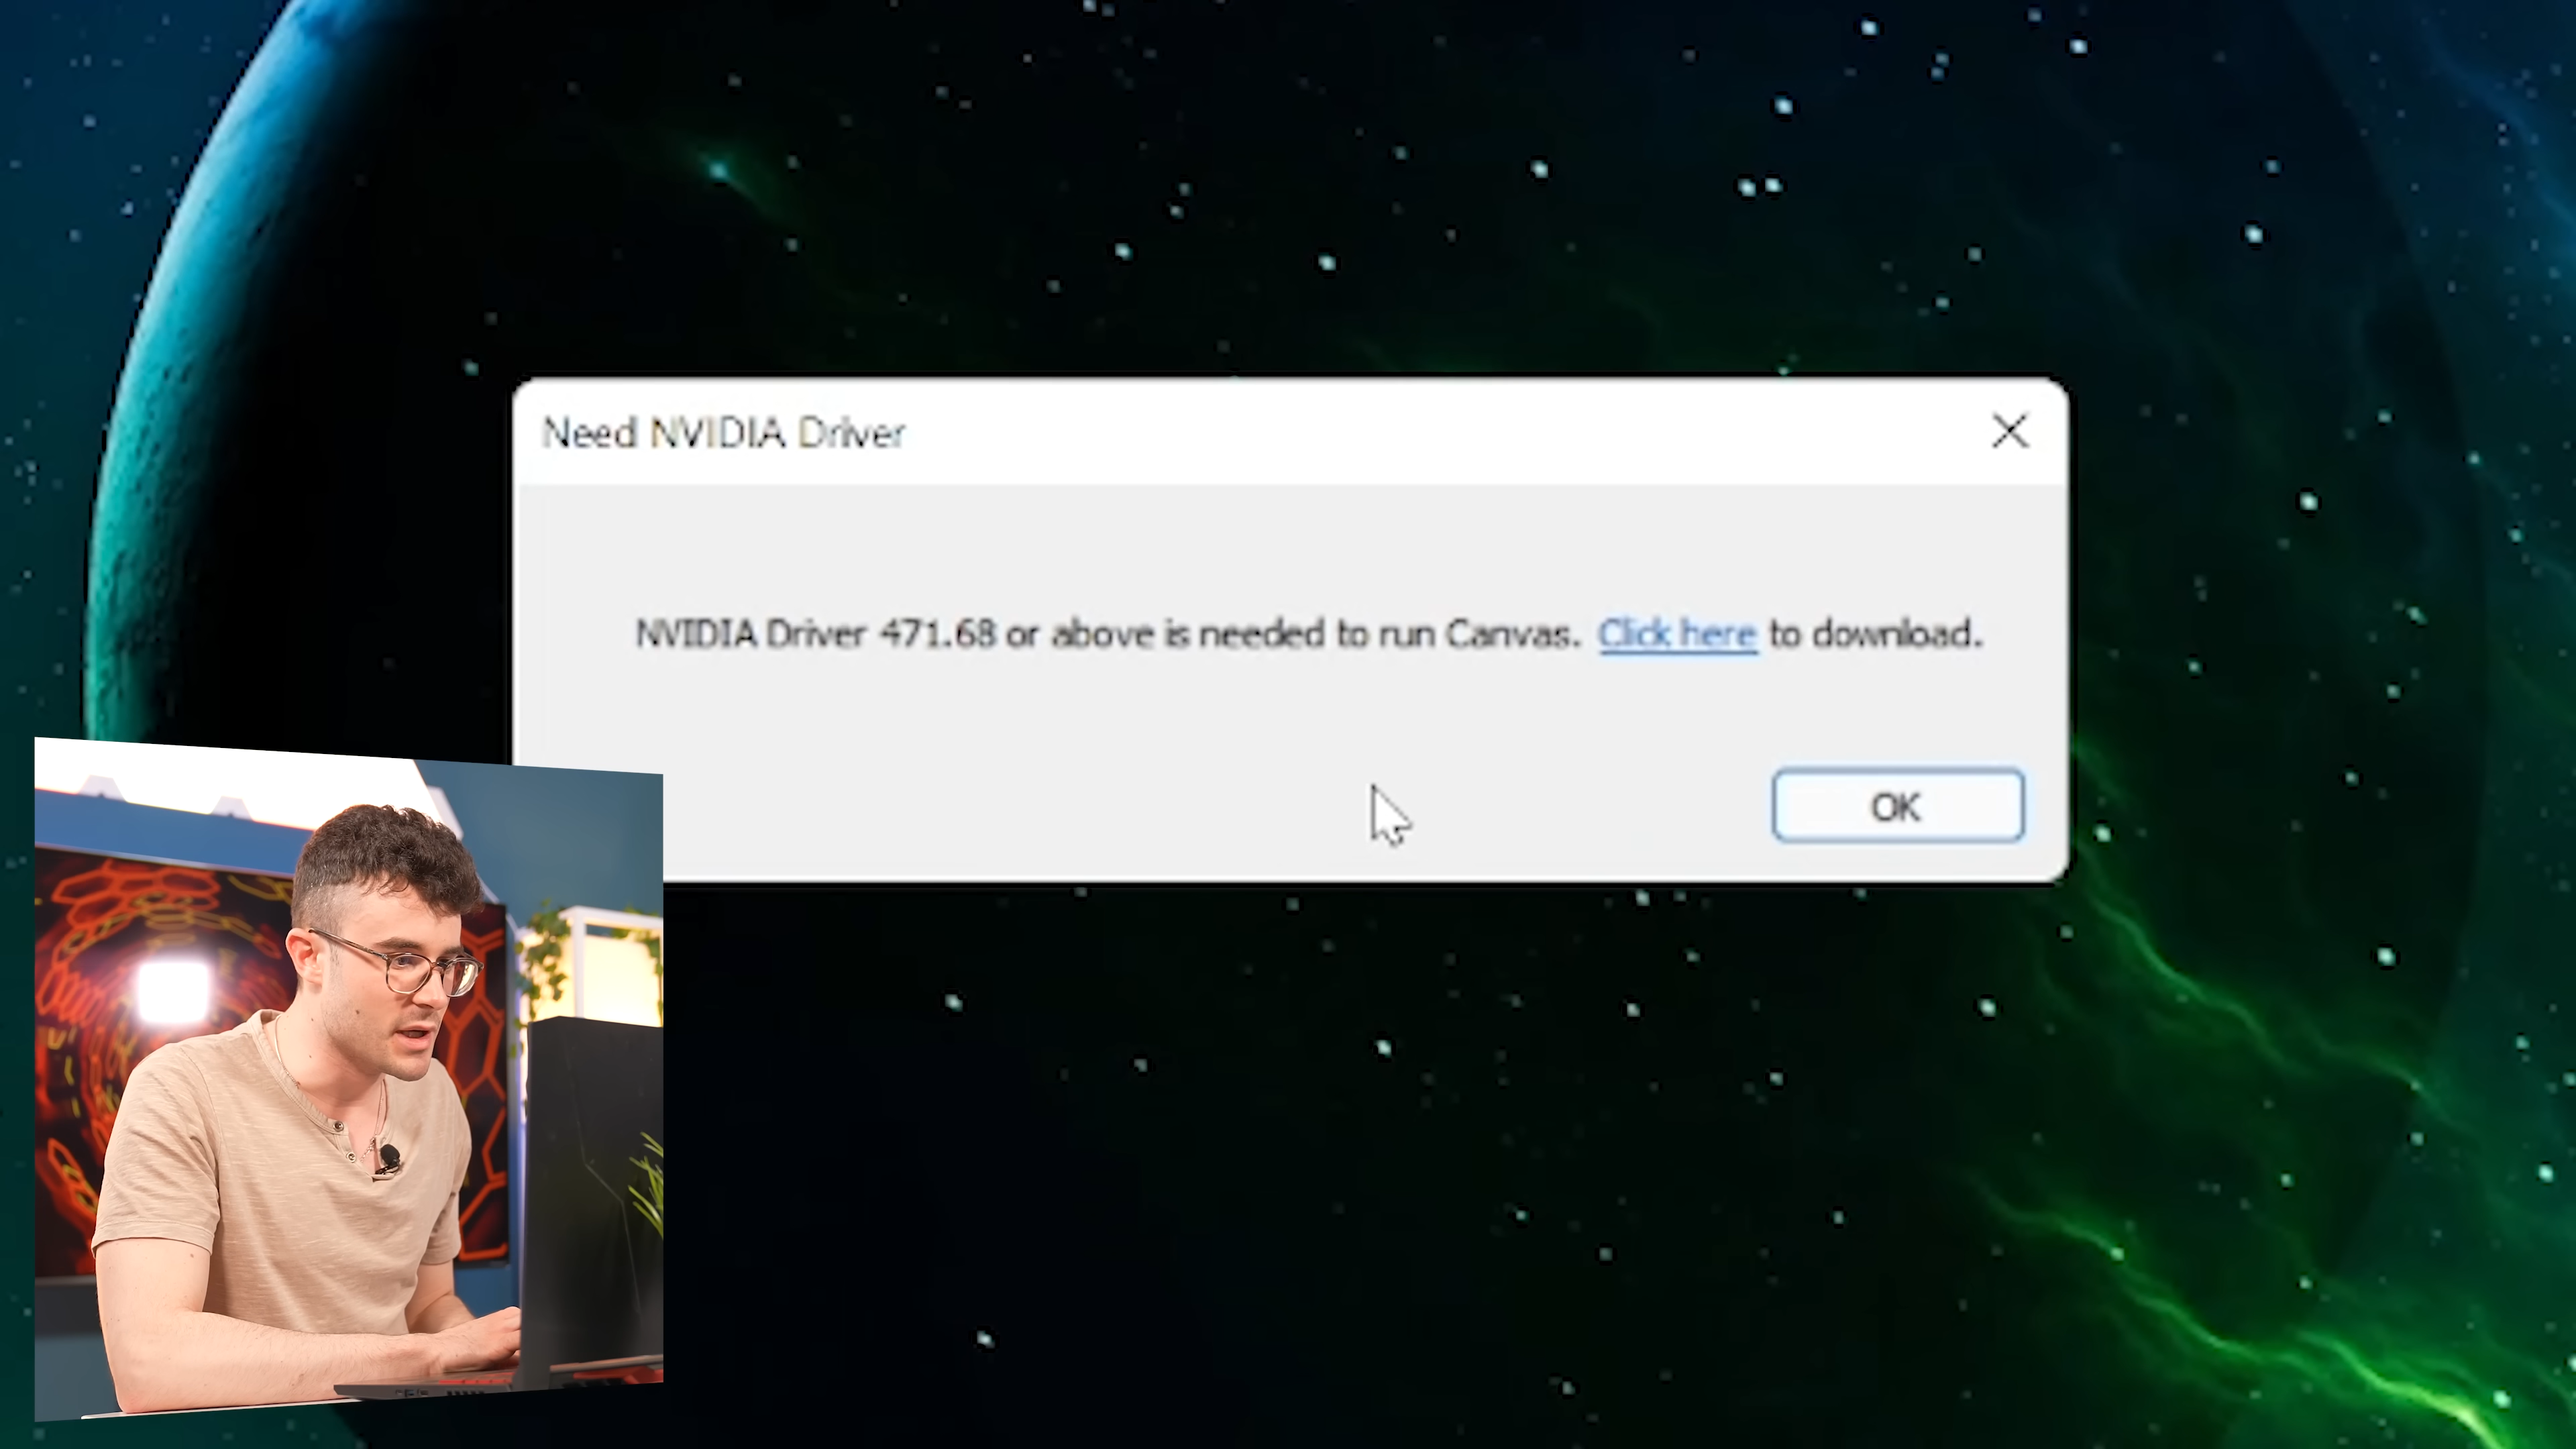 Need NVIDIA Driver
NVIDIA Driver 471.68 or above is needed to run Canvas. Click here to download.
OK